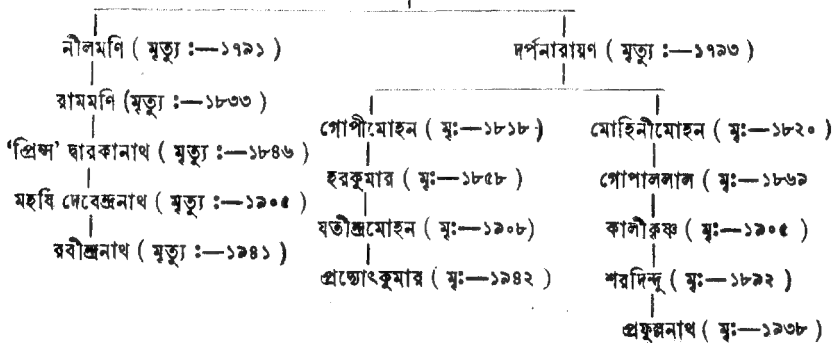 নীলমণি ( মৃত্যু :—১৭৯১ )
দর্পনারায়ণ ( মৃত্যু :—১৭৯৩ )
রামমণি (মৃত্যু :—১৮৩৩ )
‘প্রিন্স’ দ্বারকানাথ ( মৃত্যু :—১৮৪৬ )
মহর্ষি দেবেন্দ্রনাথ ( মৃত্যু :—১৯০৫ )
রবীন্দ্রনাথ ( মৃত্যু :—১৯৪১ )
গোপীমোহন ( মৃঃ—১৮১৮ )
হরকুমার ( মৃঃ—১৮৫৮ )
যতীন্দ্রমোহন ( মৃঃ—১৯০৮)
প্রদ্যোৎকুমার ( মৃঃ—১৯৪২ )
মোহিনীমোহন ( মৃঃ—১৮২০ )
গোপাললাল ( মৃঃ—১৮৬৯
কালীকৃষ্ণ ( মৃঃ—১৯০৫ )
শরদিন্দু ( মৃঃ—১৮৯২ )
প্রফুল্লনাথ (মৃঃ—১৯৩৮ )